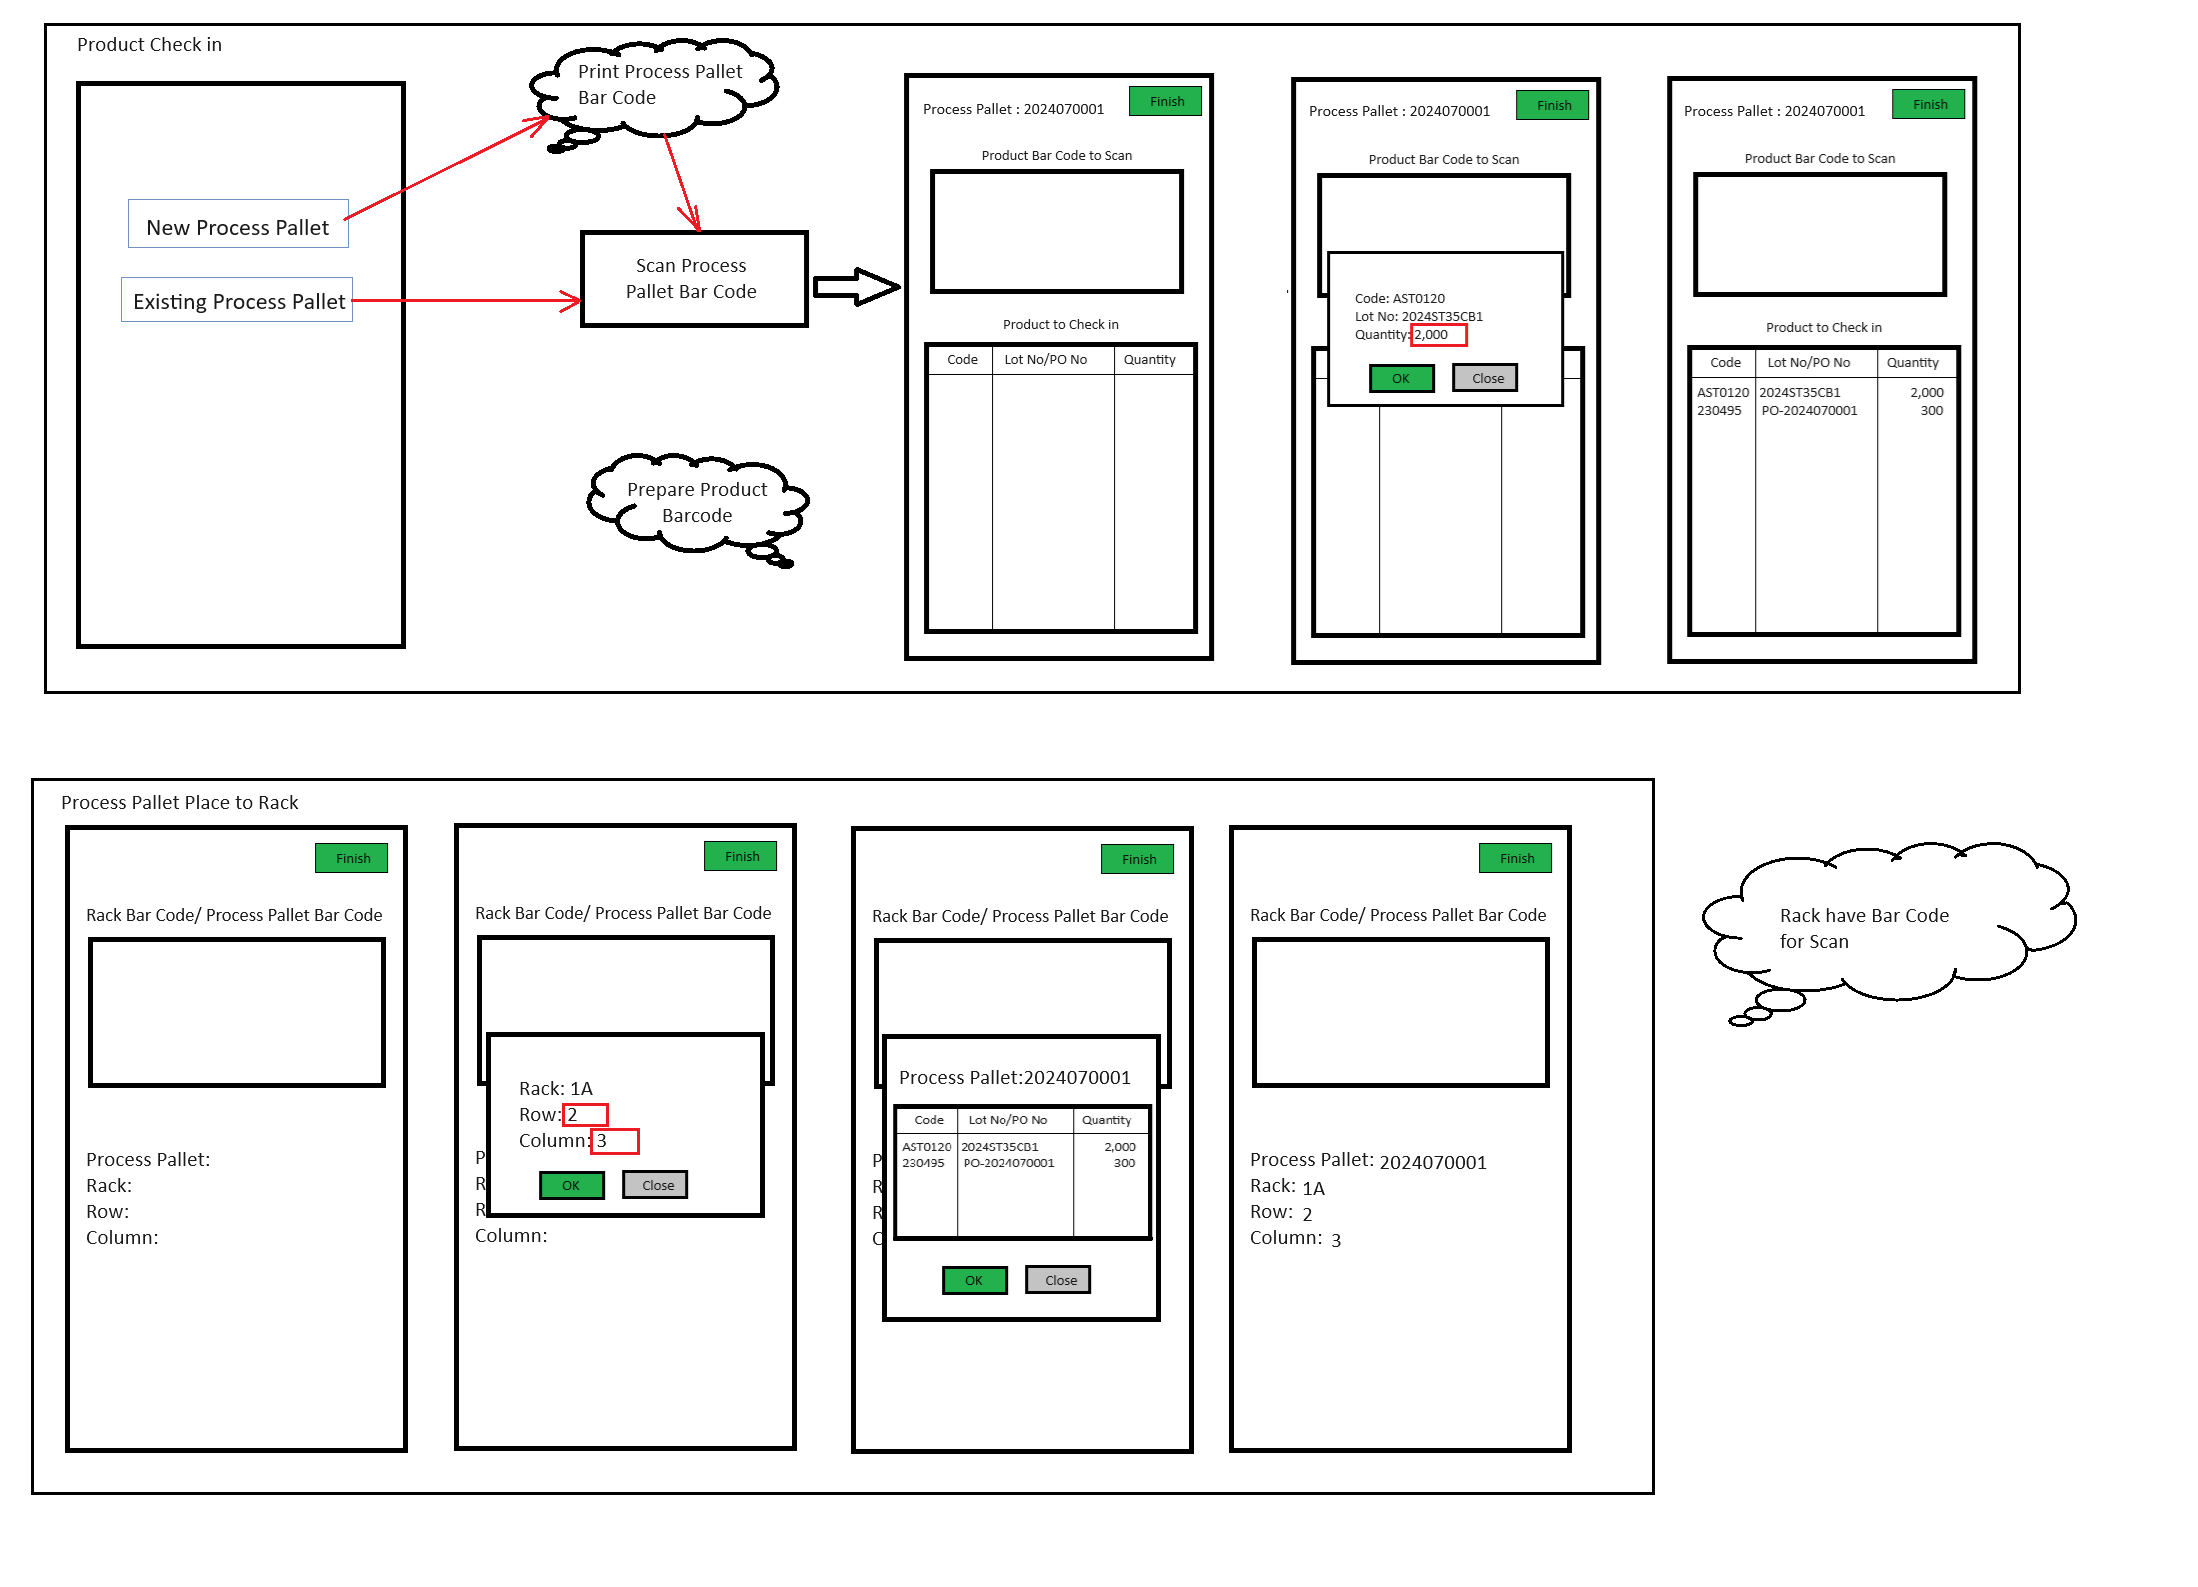 Product Check in
New Process Pallet
Existing Process Pallet
Print Process Pallet
Bar Code
Scan Process
Pallet Bar Code
Prepare Product
Barcode
Process Pallet : 2024070001
Finish
Product Bar Code to Scan
Product to Check in
Code Lot No/PO No Quantity
Process Pallet : 2024070001
Finish
Product Bar Code to Scan
Code: AST0120
Lot No: 2024ST35CB1
Quantity: 2,000
OK Close
Process Pallet : 2024070001
Finish
Product Bar Code to Scan
Product to Check in
Code Lot No/PO No Quantity
AST0120 2024ST35CB1 2,000
230495 PO-2024070001 300
Process Pallet Place to Rack
Finish
Rack Bar Code/ Process Pallet Bar Code
Process Pallet:
Rack:
Row:
Column:
Finish
Rack Bar Code/ Process Pallet Bar Code
Rack: 1A
Row: 2
Column: 3
OK Close
P
R
R
Column:
Finish
Rack Bar Code/ Process Pallet Bar Code
Process Pallet:2024070001
Code Lot No/PO No Quantity
AST0120 2024ST35CB1 2,000
230495 PO-2024070001 300
P
R
R
C
OK Close
Finish
Rack Bar Code/ Process Pallet Bar Code
Process Pallet: 2024070001
Rack: 1A
Row: 2
Column: 3
Rack have Bar Code
for Scan